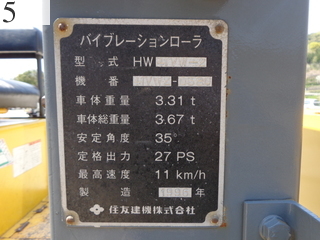 5
バイブレーションローラ
型式 HW
機番
車体重量 3.31 t
車体総重量 3.67 t
安定角度 35°
定格出力 27 PS
最高速度 11 km/h
製造 年
住友建機株式会社